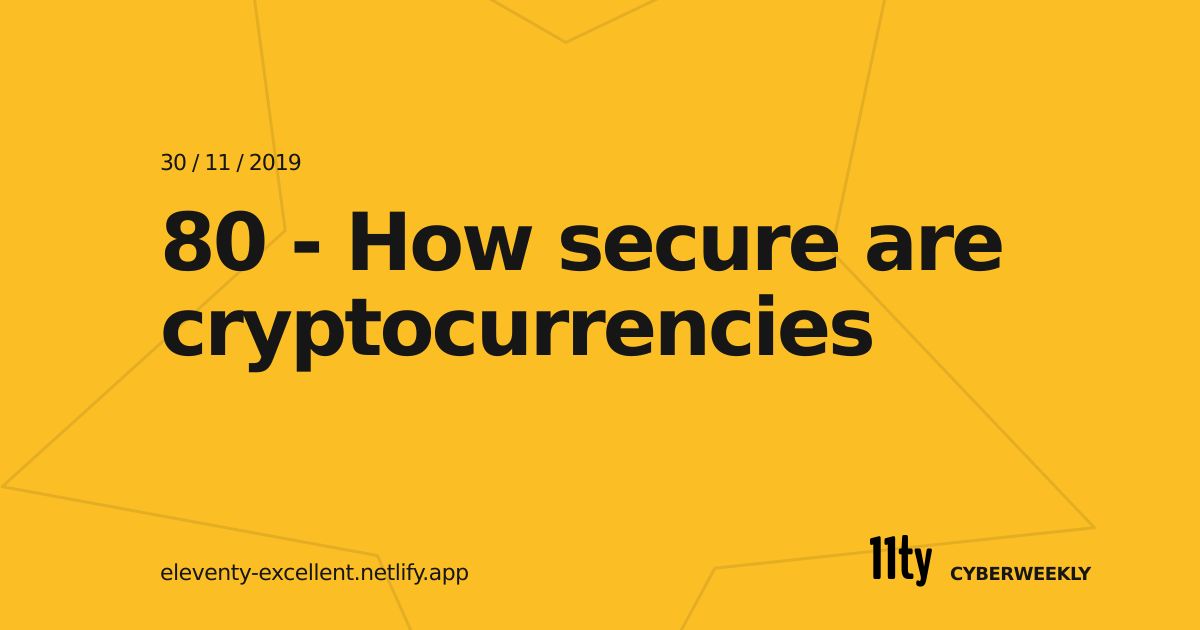 30 / 11 / 2019
80 - How secure are
cryptocurrencies
eleventy-excellent.netlify.app
11ty CYBERWEEKLY